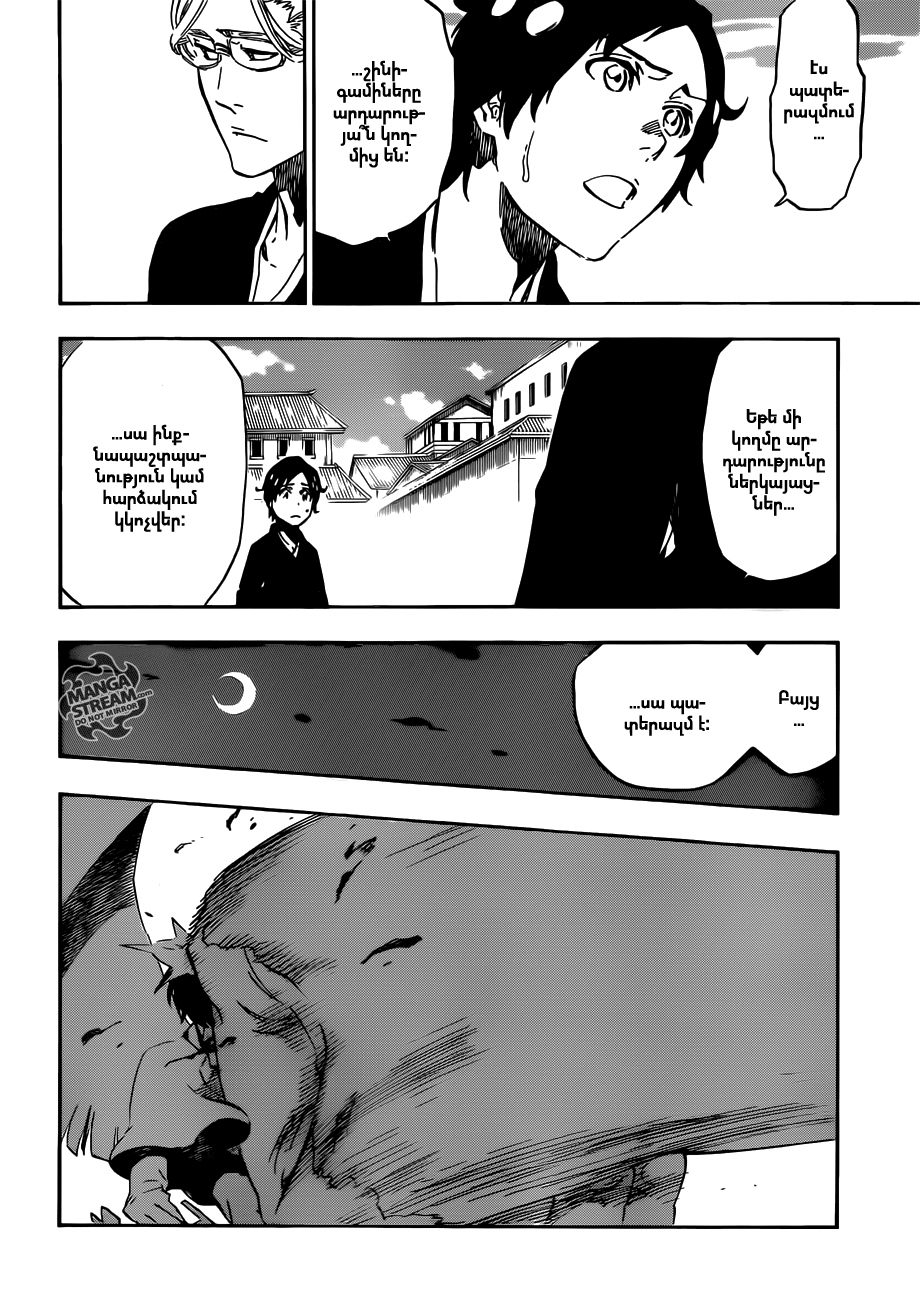 Էս
պատե-
րազմում
...
...շինի-
գամիները
արդարութ-
յա՞ն կող-
մից են:
Եթե մի
կողմը ար-
դարությունը
ներկայաց-
ներ...
...սա ինք-
նապաշտպա-
նություն կամ
հարձակում
կկոչվեր:
Բայց
...
...սա պա-
տերազմ է:
MANGA
STREAM.com
DO NOT MIRROR